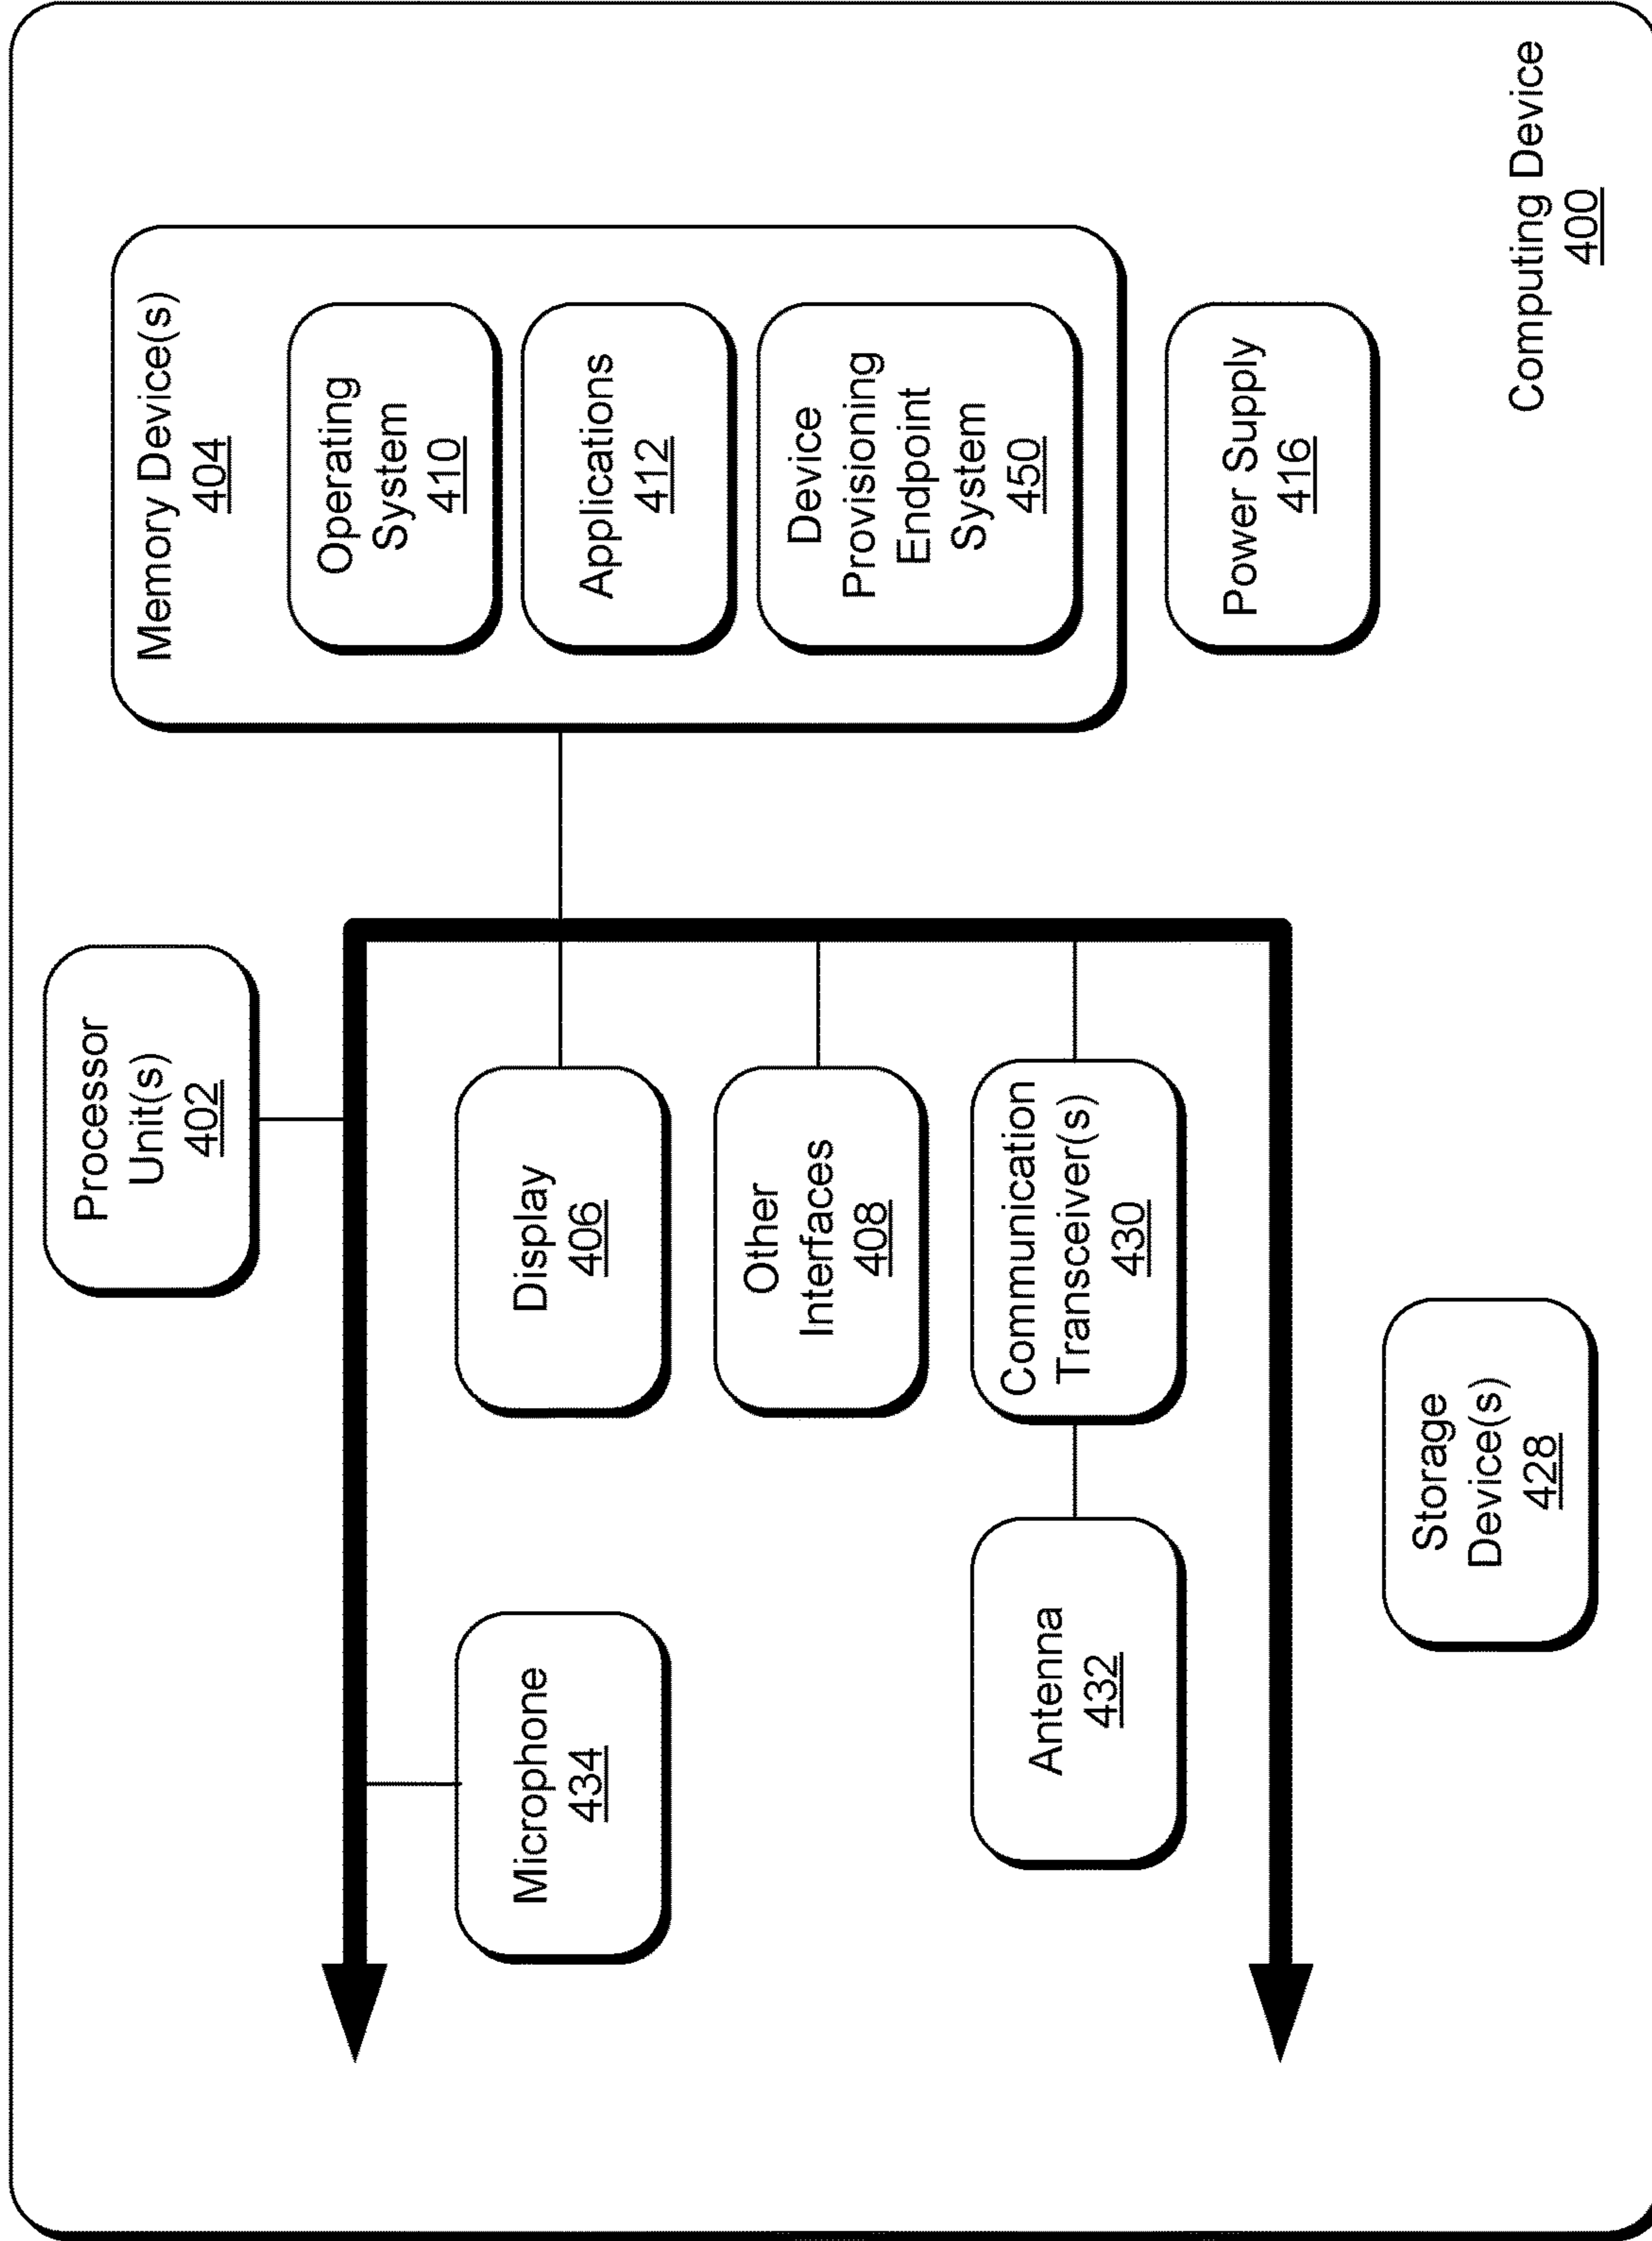 Processor
Unit(s)
402
Memory Device(s)
404
Operating
System
410
Applications
412
Device
Provisioning
Endpoint
System
450
Microphone
434
Display
406
Other
Interfaces
408
Antenna
432
Communication
Transceiver(s)
430
Power Supply
416
Storage
Device(s)
428
Computing Device
400